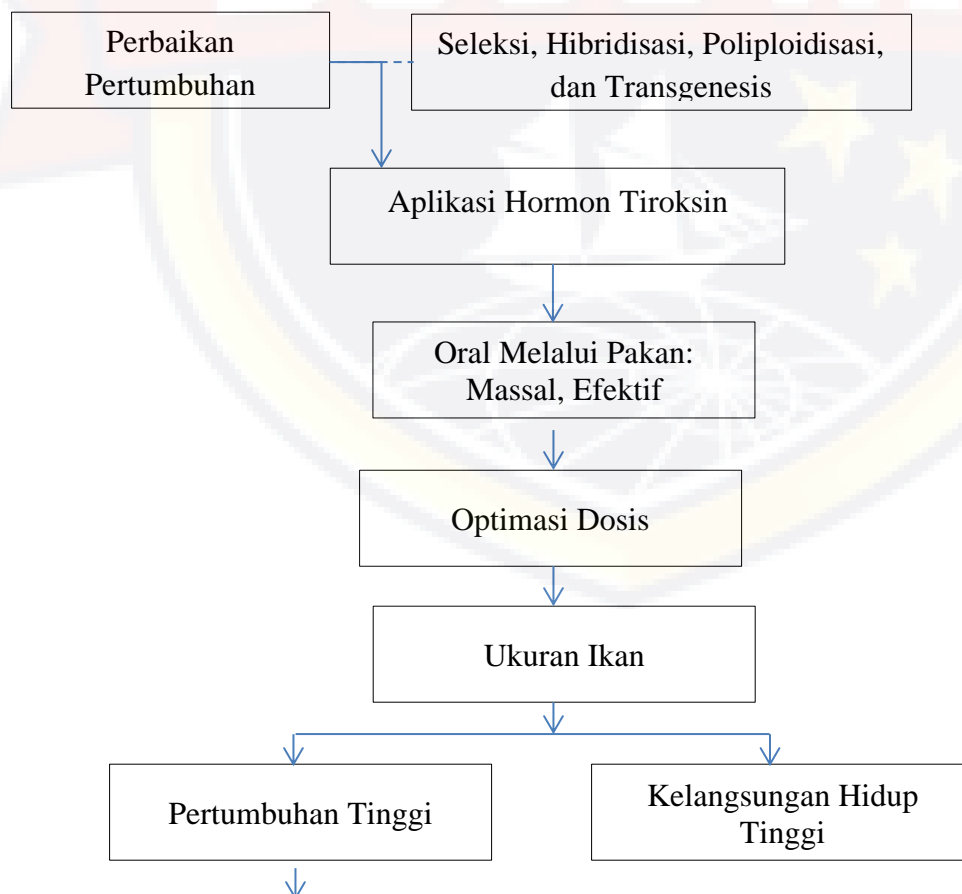 Perbaikan
Pertumbuhan
Seleksi, Hibridisasi, Poliploidisasi,
dan Transgenesis
Aplikasi Hormon Tiroksin
Oral Melalui Pakan:
Massal, Efektif
Optimasi Dosis
Ukuran Ikan
Pertumbuhan Tinggi
Kelangsungan Hidup
Tinggi